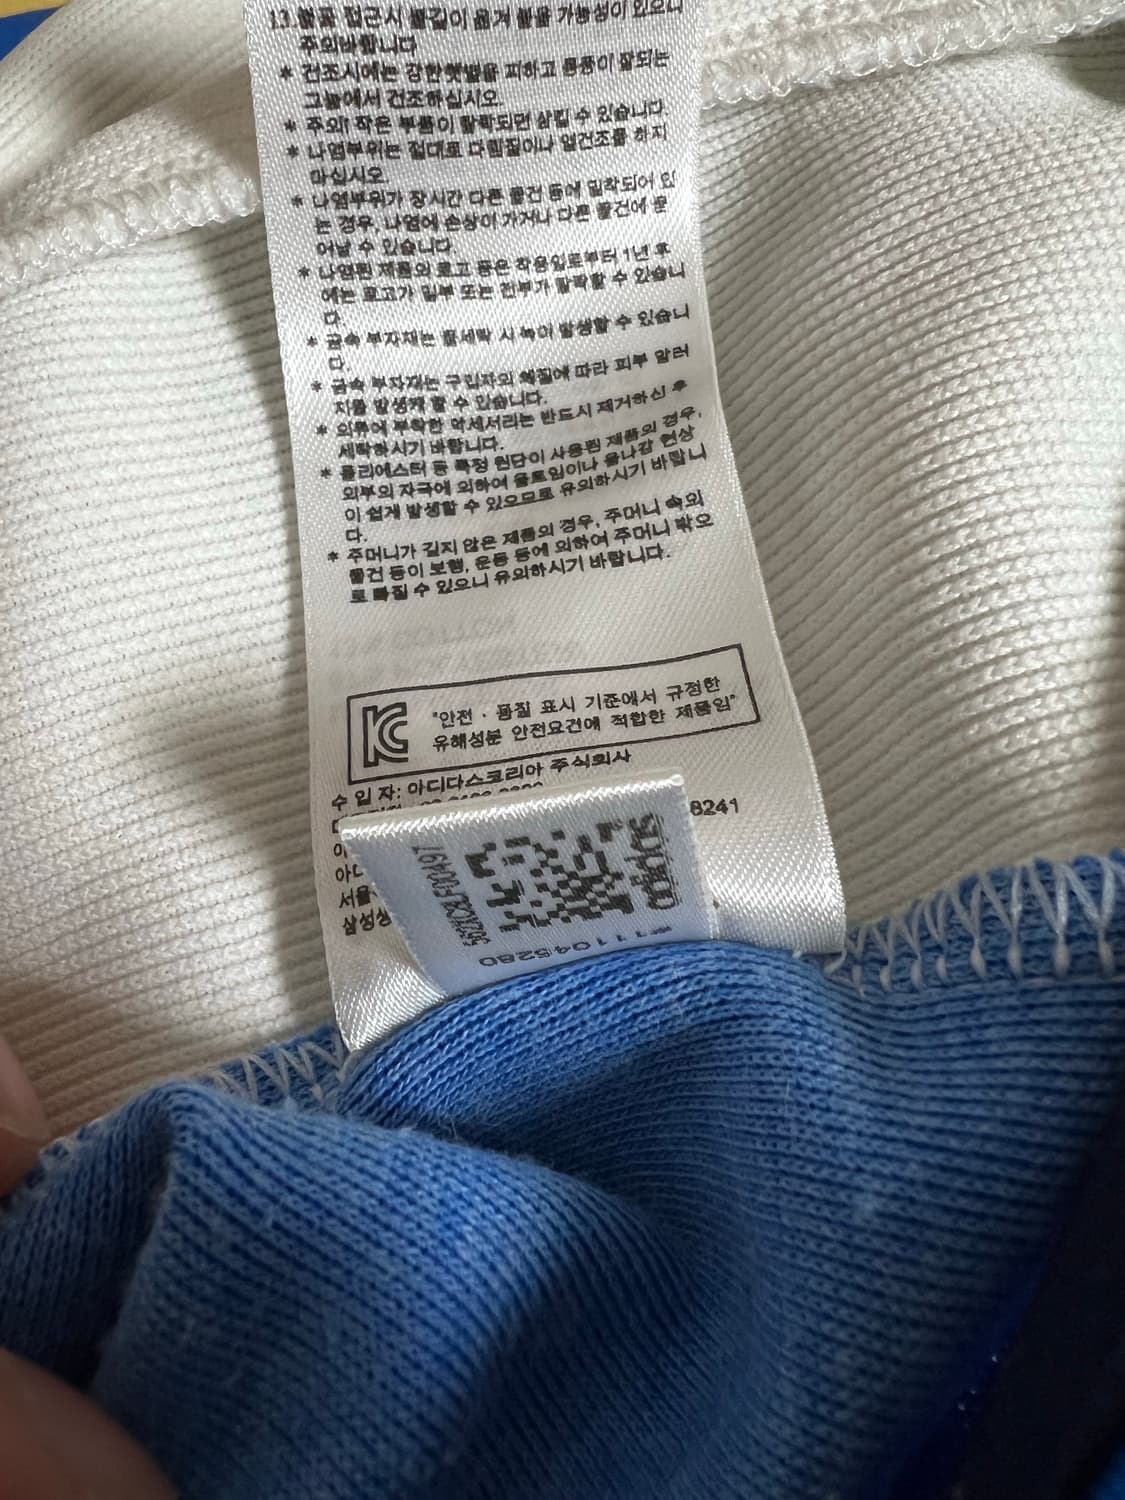 13.불꽃 접근시 불길이 옮겨 붙을 가능성이 있으니
주의바랍니다
* 건조시에는 강한햇빛을 피하고 통풍이 잘되는
그늘에서 건조하십시오.
* 주의! 작은 부품이 탈락되면 삼킬 수 있습니다.
* 나염부위는 절대로 다림질이나 열건조를 하지
마십시오.
* 나염부위가 장시간 다른 물건 등에 밀착되어 있
는 경우, 나염에 손상이 가거나 다른 물건에 묻
어날 수 있습니다.
* 나염된 제품의 로고 등은 착용일로부터 1년 후
에는 로고가 일부 또는 전부가 탈락할 수 있습니
다.
* 금속 부자재는 물세탁 시 녹이 발생할 수 있습니
다.
* 금속 부자재는 구입자의 체질에 따라 피부 알러
지를 발생케 할 수 있습니다.
* 의류에 부착한 악세서리는 반드시 제거하신 후
세탁하시기 바랍니다.
* 폴리에스터 등 특정 원단이 사용된 제품의 경우,
외부의 자극에 의하여 올트임이나 올나감 현상
이 쉽게 발생할 수 있으므로 유의하시기 바랍니
다.
* 주머니가 깊지 않은 제품의 경우, 주머니 속의
물건 등이 보행, 운동 등에 의하여 주머니 밖으
로 빠질 수 있으니 유의하시기 바랍니다.
KC
"안전 · 품질 표시 기준에서 규정한
유해성분 안전요건에 적합한 제품임"
수 입 자: 아디다스코리아 주식회사
8241
서울
삼성
adidas
*11045280